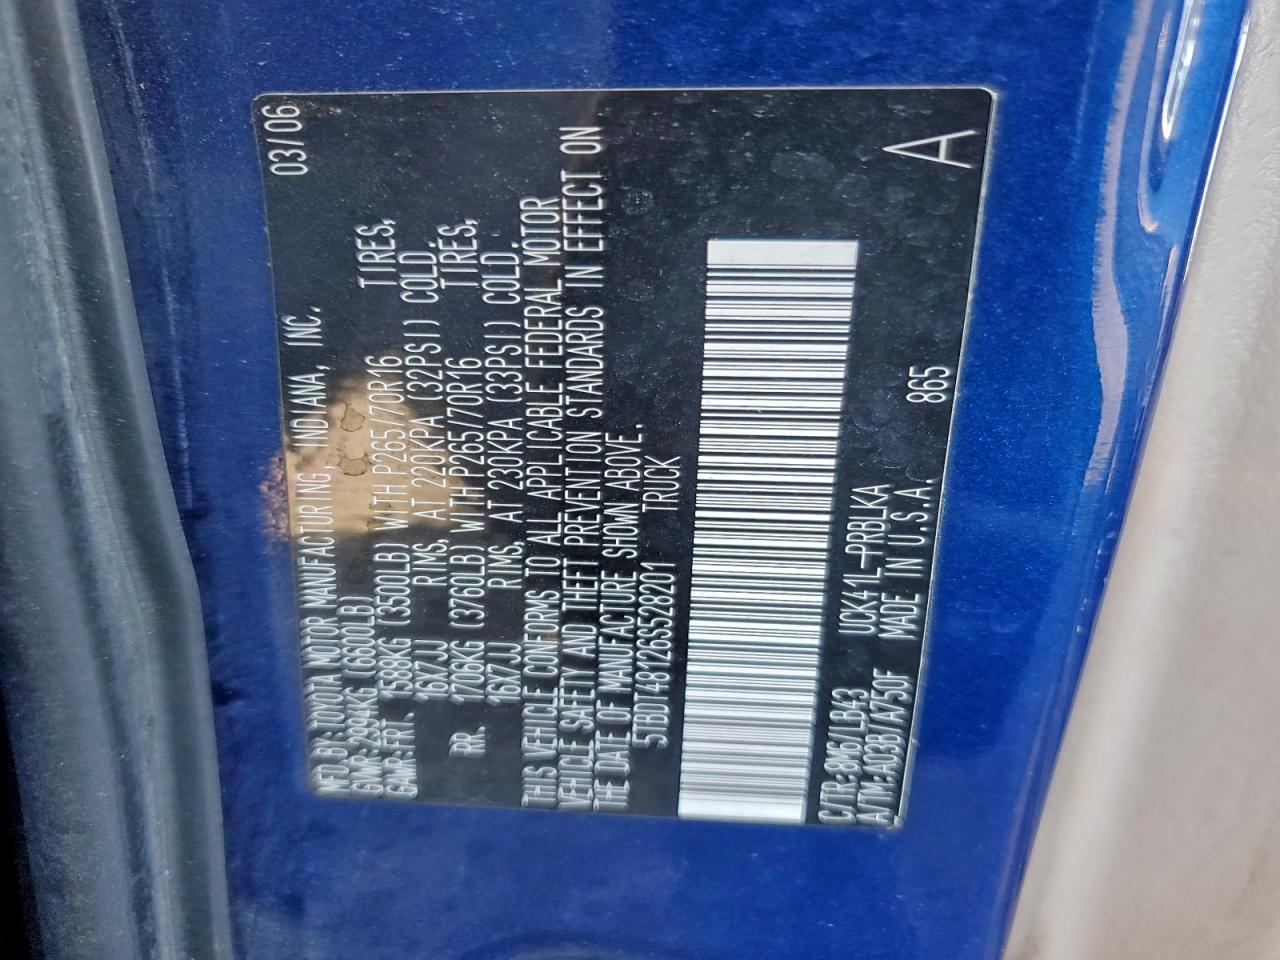 MFD.BY:TOYOTA MOTOR MANUFACTURING, INDIANA, INC. 03/06
GVWR:2994KG (6600LB)
GAWR:FRT. 1588KG (3500LB) WITH P265/70R16 TIRES,
16X7JJ RIMS, AT 220KPA (32PSI) COLD.
RR. 1706KG (3760LB) WITH P265/70R16 TIRES,
16X7JJ RIMS, AT 230KPA (33PSI) COLD.
THIS VEHICLE CONFORMS TO ALL APPLICABLE FEDERAL MOTOR
VEHICLE SAFETY AND THEFT PREVENTION STANDARDS IN EFFECT ON
THE DATE OF MANUFACTURE SHOWN ABOVE.
5TBDT48126S528201 TRUCK
C/TR:8M6/LB43 UCK41L-PRBLKA
A/TM:A03B/A750F MADE IN U.S.A. 865
A